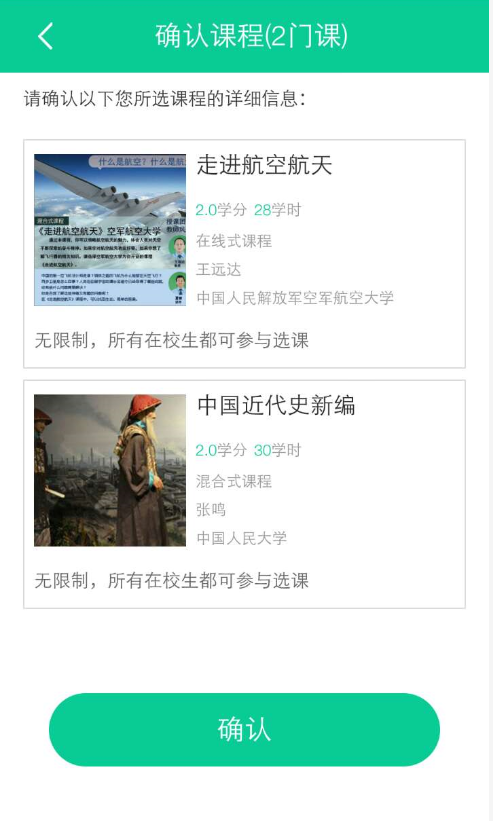 确认课程(2门课)
请确认以下您所选课程的详细信息：
什么是航空？什么是航
混合式课程
《走进航空航天》空军航空大学
授课团
教师风
走进航空航天
2.0学分 28学时
在线式课程
王远达
中国人民解放军空军航空大学
无限制，所有在校生都可参与选课
中国近代史新编
2.0学分 30学时
混合式课程
张鸣
中国人民大学
无限制，所有在校生都可参与选课
确认